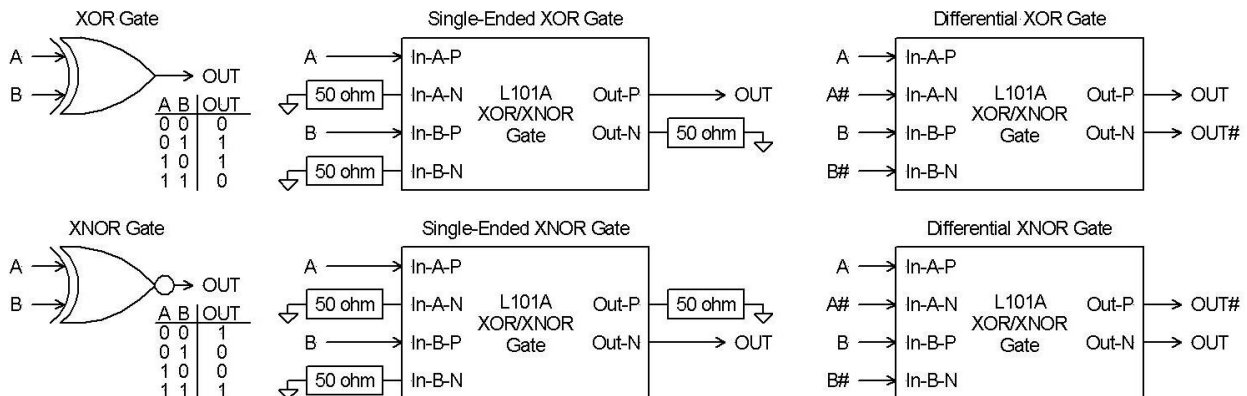 XOR Gate
A
B
OUT
A B OUT
0 0 0
0 1 1
1 0 1
1 1 0
Single-Ended XOR Gate
A
In-A-P
50 ohm
In-A-N
B
In-B-P
50 ohm
In-B-N
L101A
XOR/XNOR
Gate
Out-P
OUT
Out-N
50 ohm
Differential XOR Gate
A
In-A-P
A#
In-A-N
B
In-B-P
B#
In-B-N
L101A
XOR/XNOR
Gate
Out-P
OUT
Out-N
OUT#
XNOR Gate
A
B
OUT
A B OUT
0 0 1
0 1 0
1 0 0
1 1 1
Single-Ended XNOR Gate
A
In-A-P
50 ohm
In-A-N
B
In-B-P
50 ohm
In-B-N
L101A
XOR/XNOR
Gate
Out-P
50 ohm
Out-N
OUT
Differential XNOR Gate
A
In-A-P
A#
In-A-N
B
In-B-P
B#
In-B-N
L101A
XOR/XNOR
Gate
Out-P
OUT#
Out-N
OUT